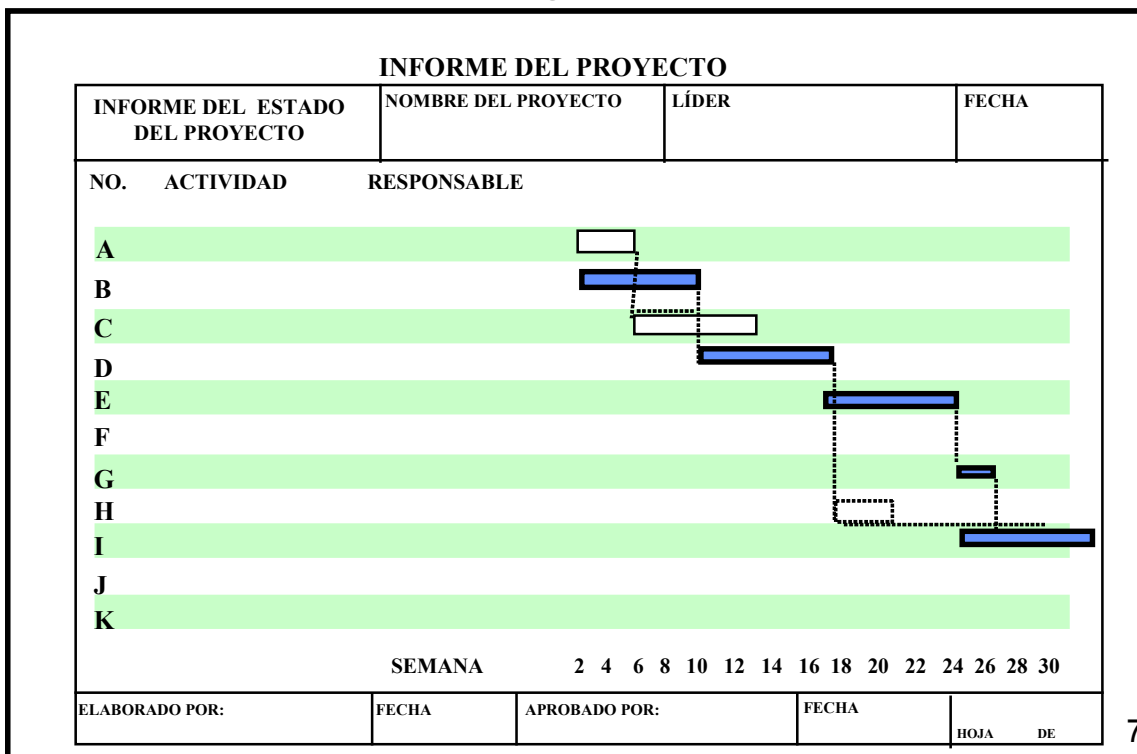 INFORME DEL PROYECTO
INFORME DEL ESTADO
DEL PROYECTO
NOMBRE DEL PROYECTO
LÍDER
FECHA
NO. ACTIVIDAD RESPONSABLE
A
B
C
D
E
F
G
H
I
J
K
SEMANA 2 4 6 8 10 12 14 16 18 20 22 24 26 28 30
ELABORADO POR:
FECHA
APROBADO POR:
FECHA
HOJA DE
7